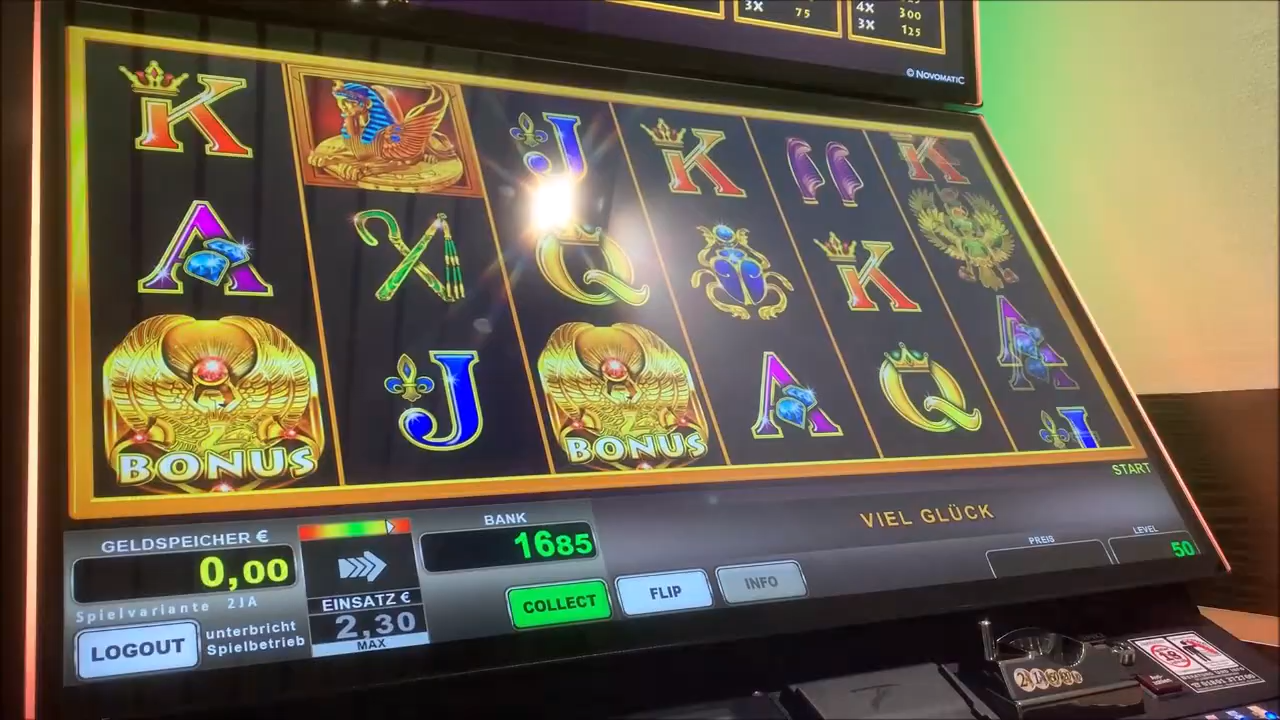 3X 75
4X 300
3X 125
© NOVOMATIC
K
J
K
K
A
Q
K
A
BONUS
J
BONUS
A
Q
J
START
VIEL GLÜCK
GELDSPEICHER €
0,00
Spielvariante 2JA
LOGOUT
unterbricht
Spielbetrieb
EINSATZ €
2,30
MAX
BANK
1685
COLLECT
FLIP
INFO
PREIS
LEVEL
50